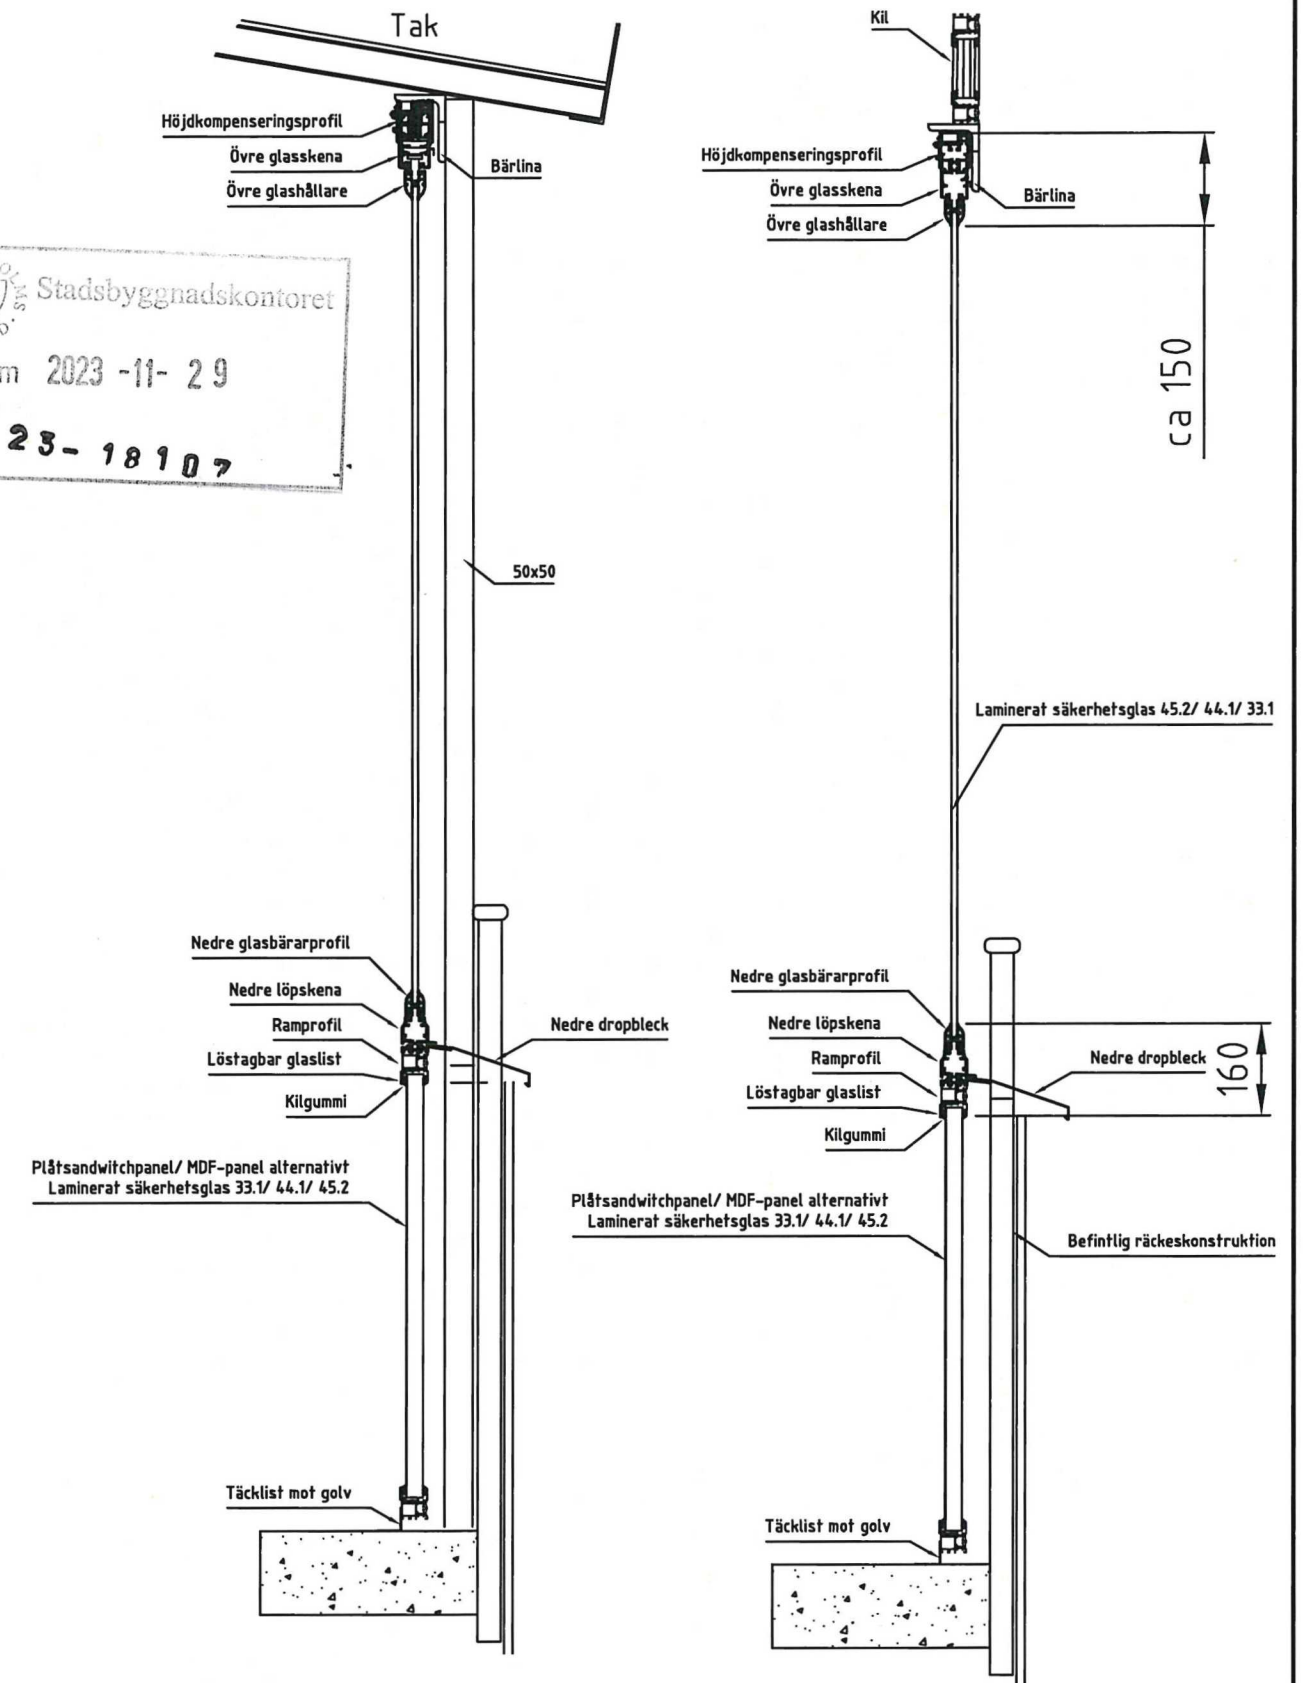 Tak
Höjdkompenseringsprofil
Övre glasskena
Övre glashållare
Bärlina
Stadsbyggnadskontoret
2023 -11- 29
23- 18107
50x50
Nedre glasbärarprofil
Nedre löpskena
Ramprofil
Löstagbar glaslist
Kilgummi
Nedre dropbleck
Plåtsandwitchpanel/ MDF-panel alternativt
Laminerat säkerhetsglas 33.1/ 44.1/ 45.2
Täcklist mot golv
Kil
Höjdkompenseringsprofil
Övre glasskena
Övre glashållare
Bärlina
ca 150
Laminerat säkerhetsglas 45.2/ 44.1/ 33.1
Nedre glasbärarprofil
Nedre löpskena
Ramprofil
Löstagbar glaslist
Kilgummi
Nedre dropbleck
160
Plåtsandwitchpanel/ MDF-panel alternativt
Laminerat säkerhetsglas 33.1/ 44.1/ 45.2
Befintlig räckeskonstruktion
Täcklist mot golv